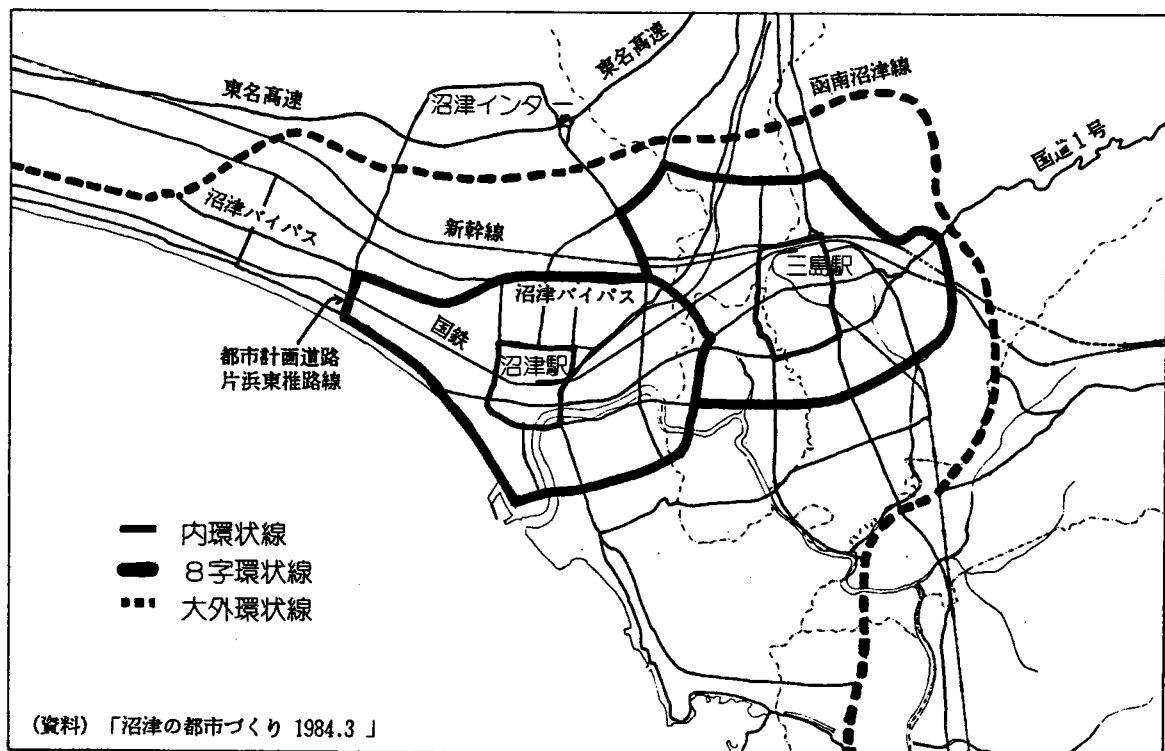 東名高速
沼津インター
東名高速
函南沼津線
国道1号
沼津バイパス
新幹線
三島駅
沼津バイパス
国鉄
沼津駅
都市計画道路
片浜東椎路線
内環状線
8字環状線
大外環状線
(資料) 「沼津の都市づくり 1984.3 」